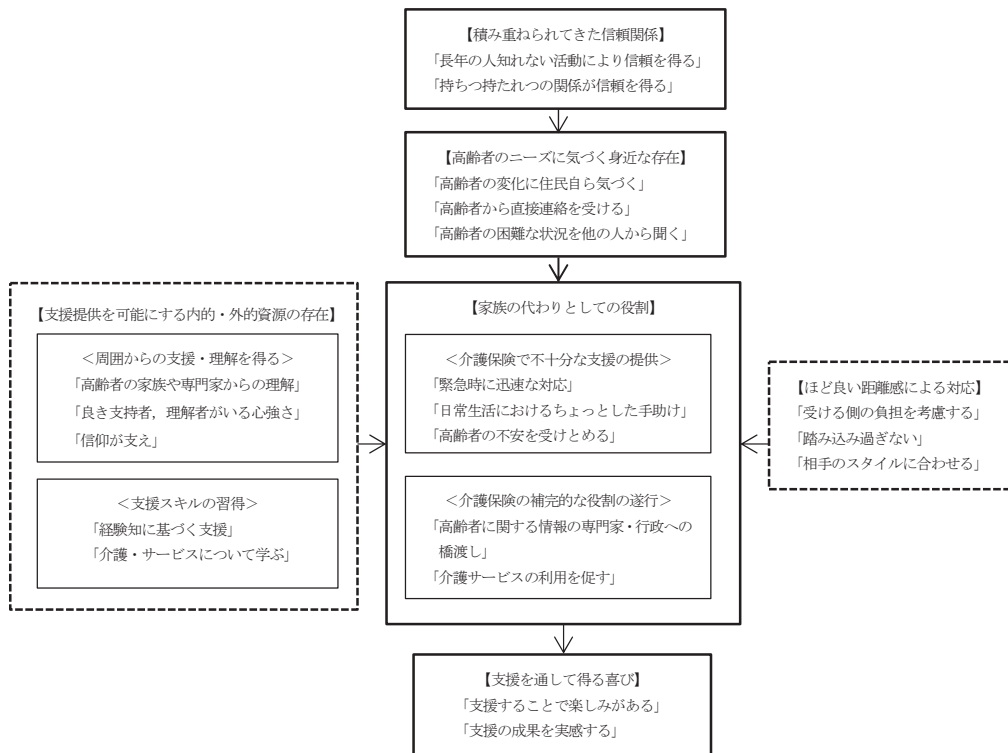 【積み重ねられてきた信頼関係】
「長年の人知れない活動により信頼を得る」
「持ちつ持たれつの関係が信頼を得る」
【高齢者のニーズに気づく身近な存在】
「高齢者の変化に住民自ら気づく」
「高齢者から直接連絡を受ける」
「高齢者の困難な状況を他の人から聞く」
【支援提供を可能にする内的・外的資源の存在】
＜周囲からの支援・理解を得る＞
「高齢者の家族や専門家からの理解」
「良き支持者，理解者がいる心強さ」
「信仰が支え」
＜支援スキルの習得＞
「経験知に基づく支援」
「介護・サービスについて学ぶ」
【家族の代わりとしての役割】
＜介護保険で不十分な支援の提供＞
「緊急時に迅速な対応」
「日常生活におけるちょっとした手助け」
「高齢者の不安を受けとめる」
＜介護保険の補完的な役割の遂行＞
「高齢者に関する情報の専門家・行政への
橋渡し」
「介護サービスの利用を促す」
【ほど良い距離感による対応】
「受ける側の負担を考慮する」
「踏み込み過ぎない」
「相手のスタイルに合わせる」
【支援を通して得る喜び】
「支援することで楽しみがある」
「支援の成果を実感する」